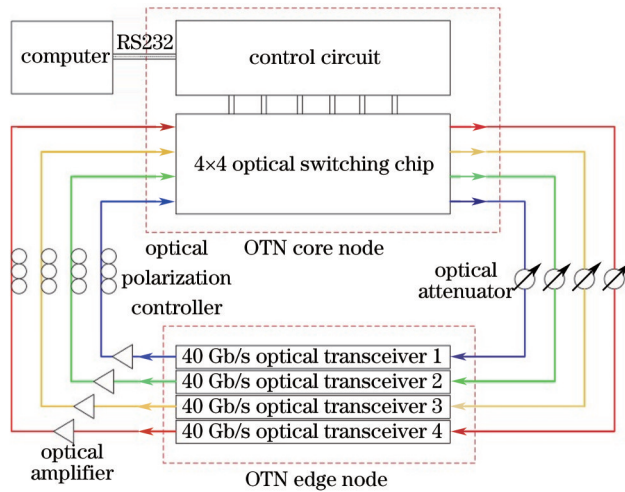 RS232
computer
control circuit
4×4 optical switching chip
OTN core node
optical
polarization
controller
optical
attenuator
40 Gb/s optical transceiver 1
40 Gb/s optical transceiver 2
40 Gb/s optical transceiver 3
40 Gb/s optical transceiver 4
optical
amplifier
OTN edge node